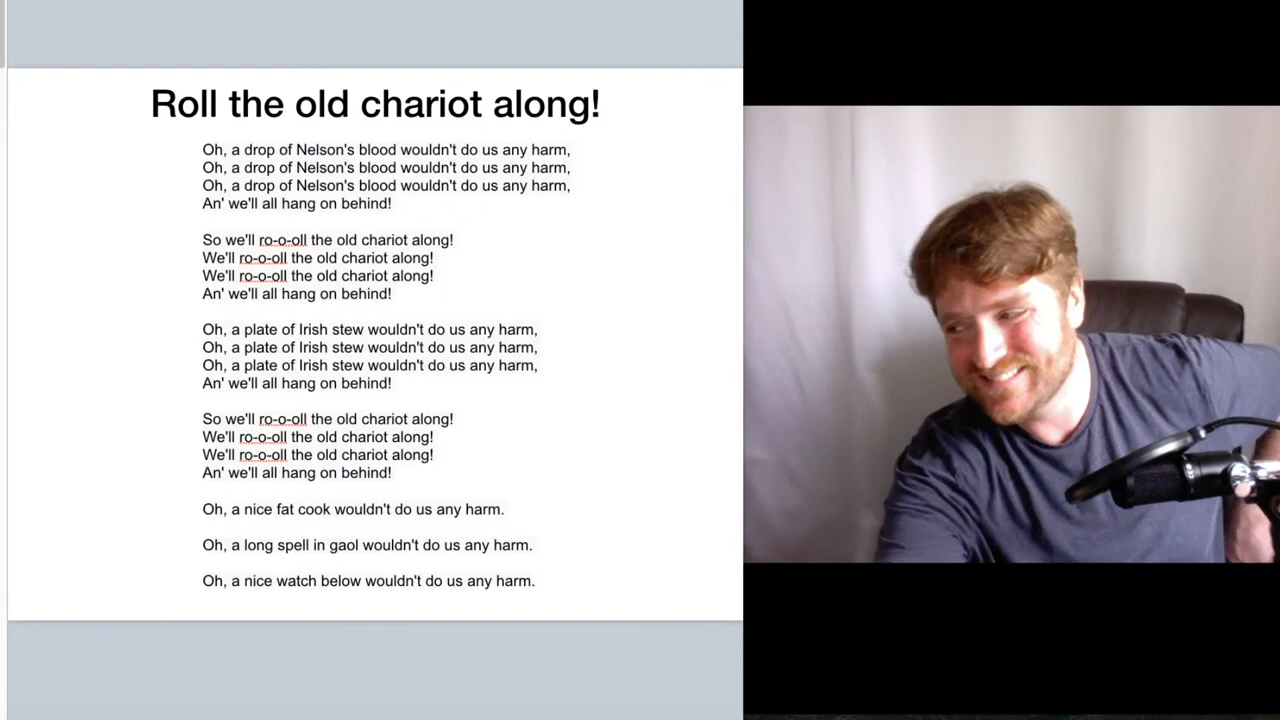 Roll the old chariot along!
Oh, a drop of Nelson's blood wouldn't do us any harm,
Oh, a drop of Nelson's blood wouldn't do us any harm,
Oh, a drop of Nelson's blood wouldn't do us any harm,
An' we'll all hang on behind!
So we'll ro-o-oll the old chariot along!
We'll ro-o-oll the old chariot along!
We'll ro-o-oll the old chariot along!
An' we'll all hang on behind!
Oh, a plate of Irish stew wouldn't do us any harm,
Oh, a plate of Irish stew wouldn't do us any harm,
Oh, a plate of Irish stew wouldn't do us any harm,
An' we'll all hang on behind!
So we'll ro-o-oll the old chariot along!
We'll ro-o-oll the old chariot along!
We'll ro-o-oll the old chariot along!
An' we'll all hang on behind!
Oh, a nice fat cook wouldn't do us any harm.
Oh, a long spell in gaol wouldn't do us any harm.
Oh, a nice watch below wouldn't do us any harm.